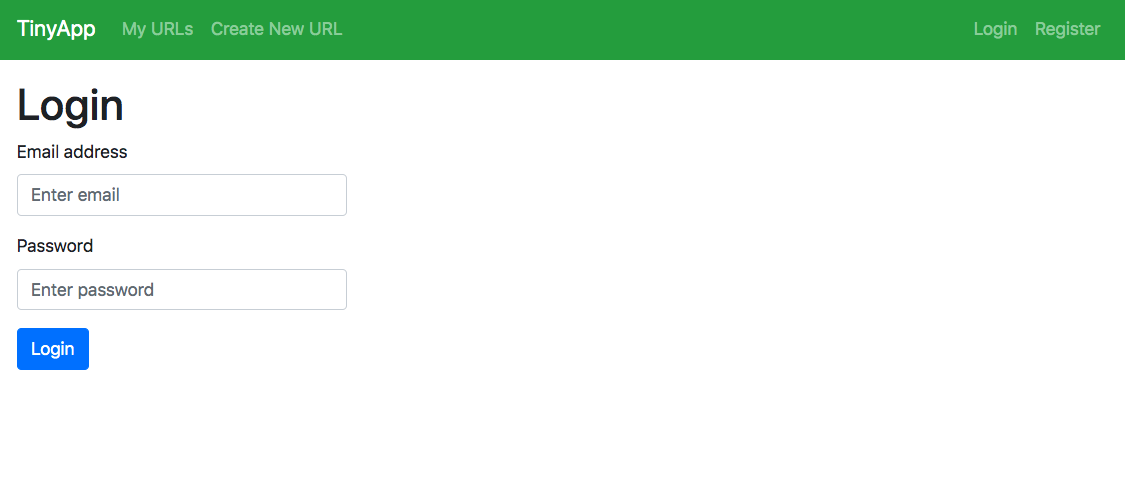 TinyApp My URLs Create New URL Login Register
Login
Email address
Enter email
Password
Enter password
Login